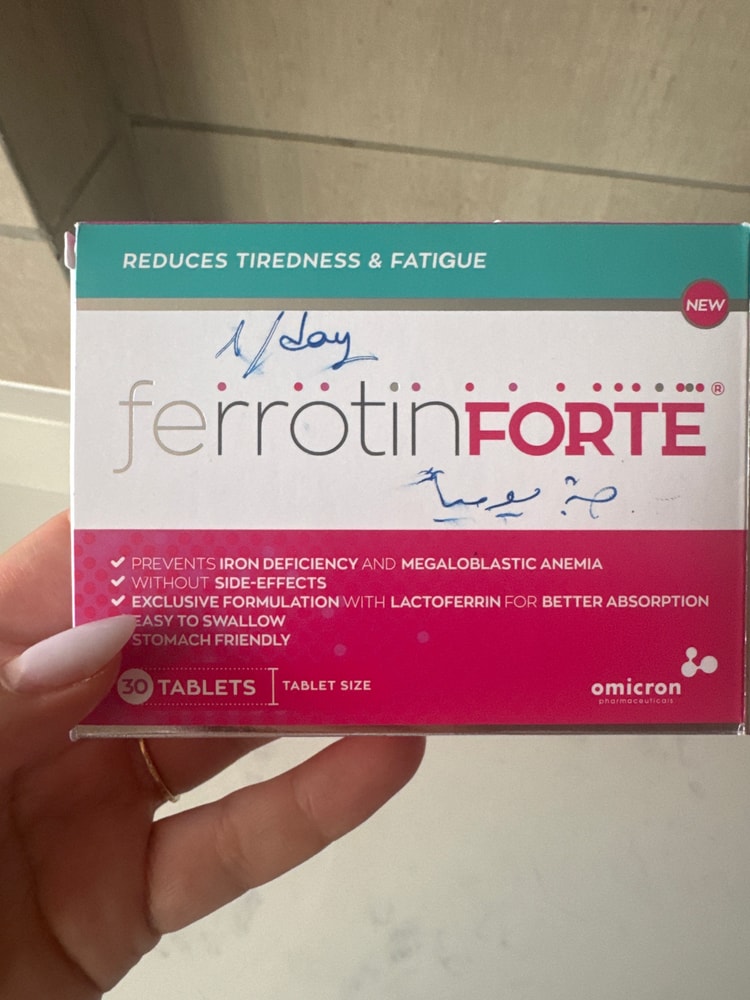 REDUCES TIREDNESS & FATIGUE
NEW
1/day
ferrotinFORTE®
حبة يوميا
PREVENTS IRON DEFICIENCY AND MEGALOBLASTIC ANEMIA
WITHOUT SIDE-EFFECTS
EXCLUSIVE FORMULATION WITH LACTOFERRIN FOR BETTER ABSORPTION
EASY TO SWALLOW
STOMACH FRIENDLY
30 TABLETS TABLET SIZE
omicron
pharmaceuticals